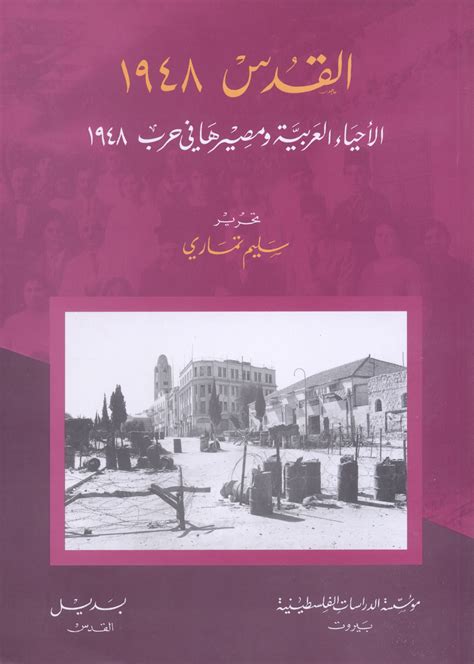 القدس ١٩٤٨
الأحياء العربية ومصيرها في حرب ١٩٤٨
تحرير
سليم تماري
مؤسسة الدراسات الفلسطينية
بيروت
بديل
القدس